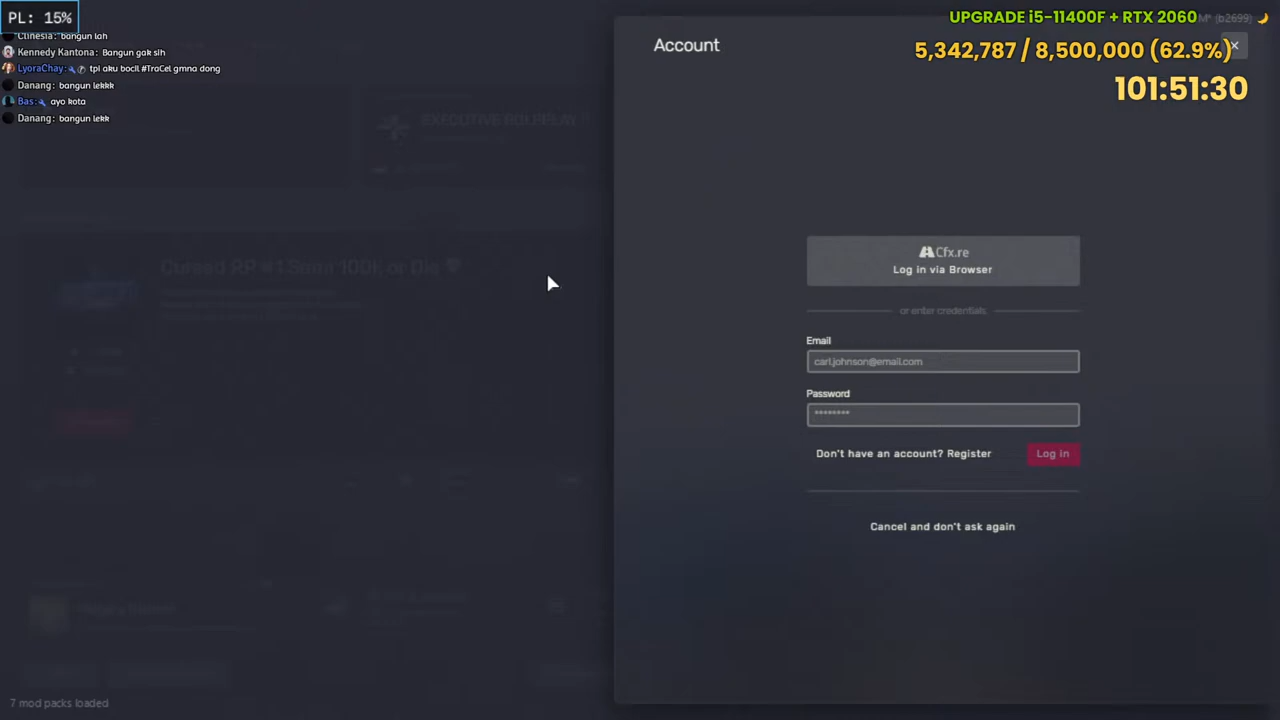 PL: 15%
UPGRADE i5-11400F + RTX 2060
(b2699)
5,342,787 / 8,500,000 (62.9%)
101:51:30
bangun lah
Kennedy Kantona: Bangun gak sih
LyoraChay: tpi aku bocil #TraCel gmna dong
Danang: bangun lekkk
Bas: ayo kota
Danang: bangun lekk
Account
EXECUTIVE ROLPPLAY
Cfx.re
Log in via Browser
or enter credentials
Email
carl.johnson@email.com
Password
********
Don't have an account? Register
Log in
Cancel and don't ask again
7 mod packs loaded